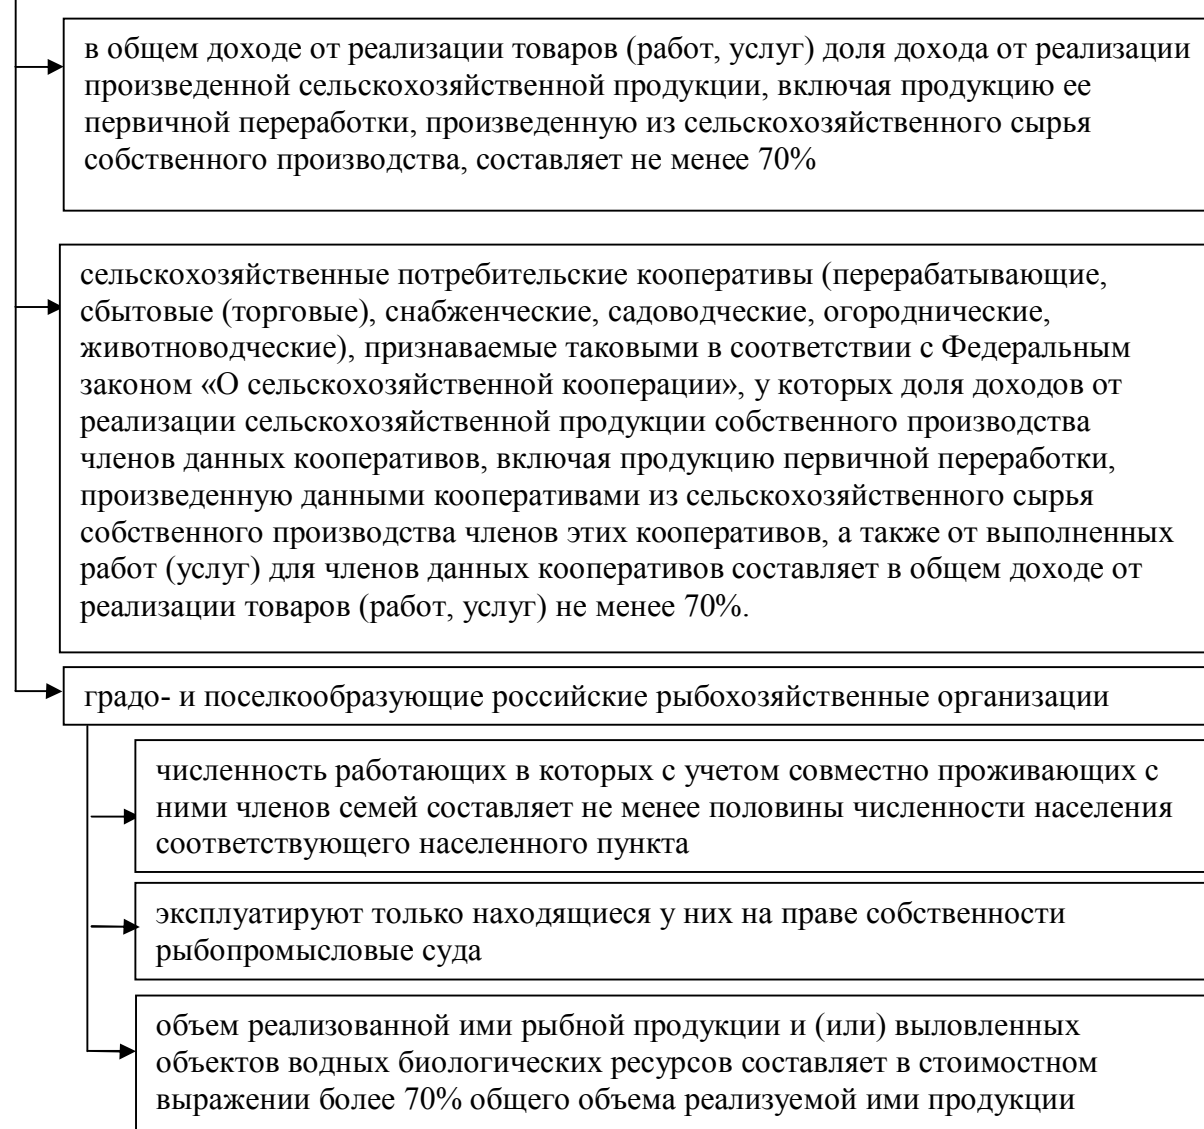 в общем доходе от реализации товаров (работ, услуг) доля дохода от реализации
произведенной сельскохозяйственной продукции, включая продукцию ее
первичной переработки, произведенную из сельскохозяйственного сырья
собственного производства, составляет не менее 70%
сельскохозяйственные потребительские кооперативы (перерабатывающие,
сбытовые (торговые), снабженческие, садоводческие, огороднические,
животноводческие), признаваемые таковыми в соответствии с Федеральным
законом «О сельскохозяйственной кооперации», у которых доля доходов от
реализации сельскохозяйственной продукции собственного производства
членов данных кооперативов, включая продукцию первичной переработки,
произведенную данными кооперативами из сельскохозяйственного сырья
собственного производства членов этих кооперативов, а также от выполненных
работ (услуг) для членов данных кооперативов составляет в общем доходе от
реализации товаров (работ, услуг) не менее 70%.
градо- и поселкообразующие российские рыбохозяйственные организации
численность работающих в которых с учетом совместно проживающих с
ними членов семей составляет не менее половины численности населения
соответствующего населенного пункта
эксплуатируют только находящиеся у них на праве собственности
рыбопромысловые суда
объем реализованной ими рыбной продукции и (или) выловленных
объектов водных биологических ресурсов составляет в стоимостном
выражении более 70% общего объема реализуемой ими продукции